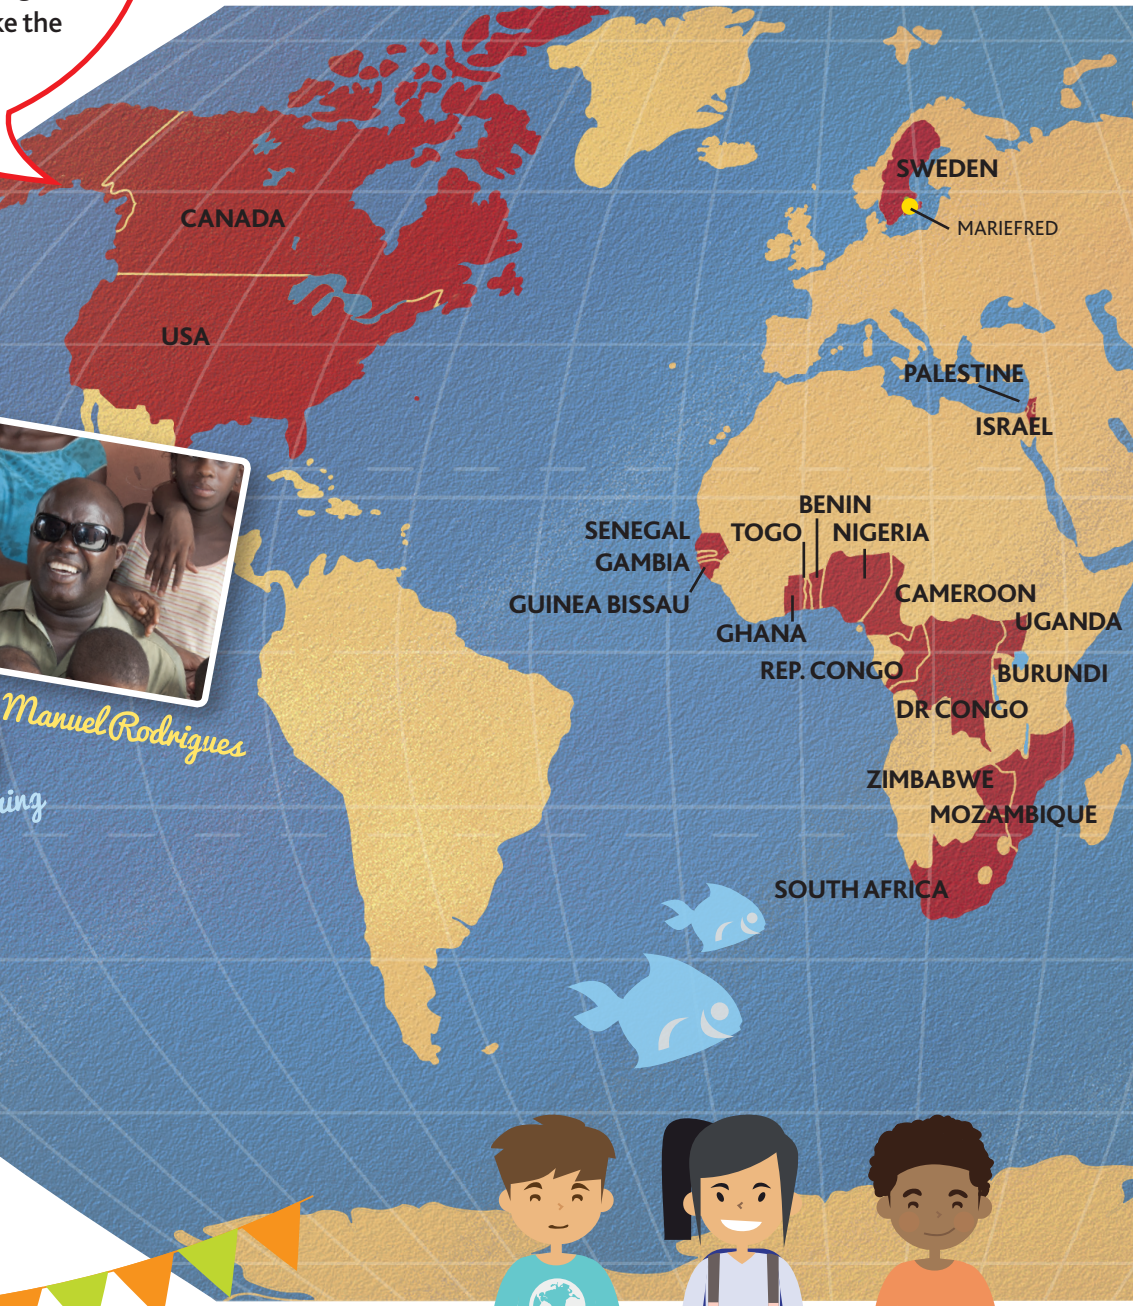 ke the
CANADA
USA
SWEDEN
MARIEFRED
PALESTINE
ISRAEL
BENIN
SENEGAL
TOGO
NIGERIA
GAMBIA
GUINEA BISSAU
CAMEROON
UGANDA
GHANA
REP. CONGO
BURUNDI
DR CONGO
ZIMBABWE
MOZAMBIQUE
SOUTH AFRICA
Manuel Rodrigues
ning